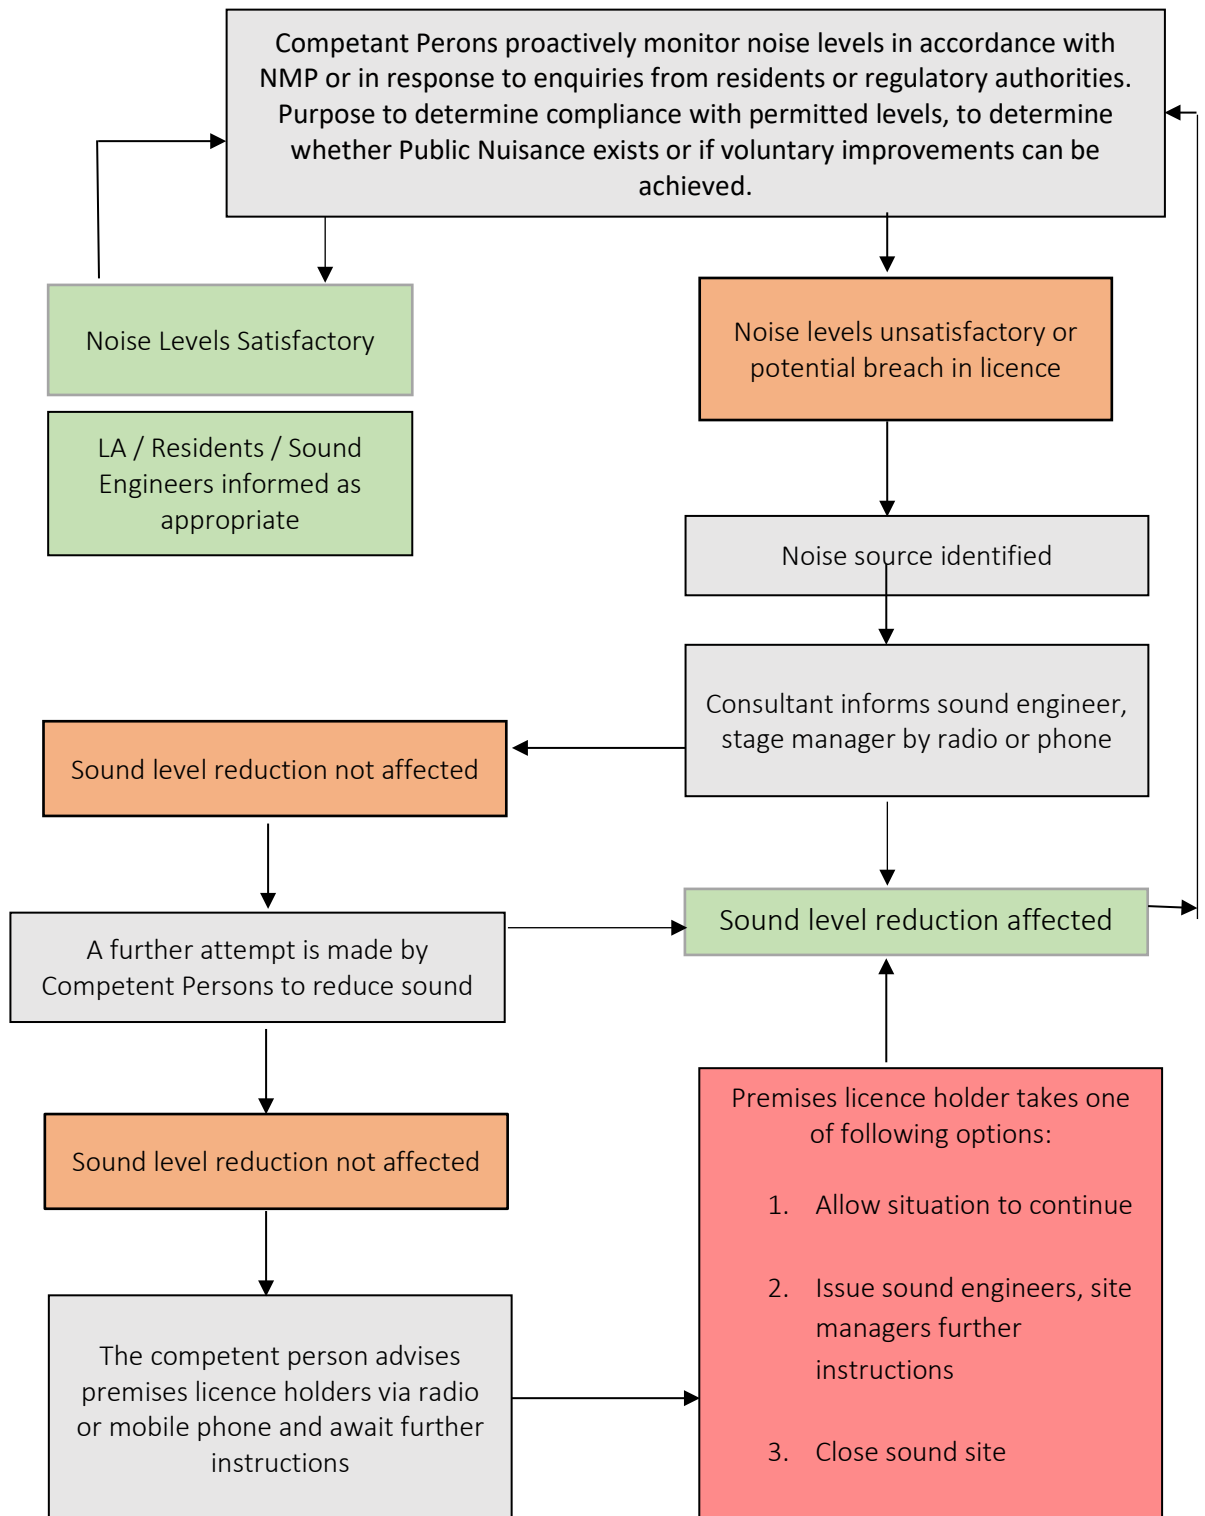 Competant Perons proactively monitor noise levels in accordance with
NMP or in response to enquiries from residents or regulatory authorities.
Purpose to determine compliance with permitted levels, to determine
whether Public Nuisance exists or if voluntary improvements can be
achieved.
Noise Levels Satisfactory
LA / Residents / Sound
Engineers informed as
appropriate
Noise levels unsatisfactory or
potential breach in licence
Noise source identified
Consultant informs sound engineer,
stage manager by radio or phone
Sound level reduction not affected
Sound level reduction affected
A further attempt is made by
Competent Persons to reduce sound
Sound level reduction not affected
The competent person advises
premises licence holders via radio
or mobile phone and await further
instructions
Premises licence holder takes one
of following options:
1. Allow situation to continue
2. Issue sound engineers, site
managers further
instructions
3. Close sound site